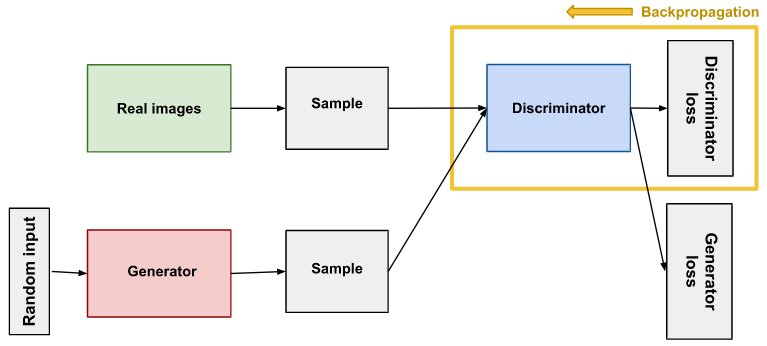 Backpropagation
Real images
Sample
Discriminator
Discriminator
loss
Random input
Generator
Sample
Generator
loss